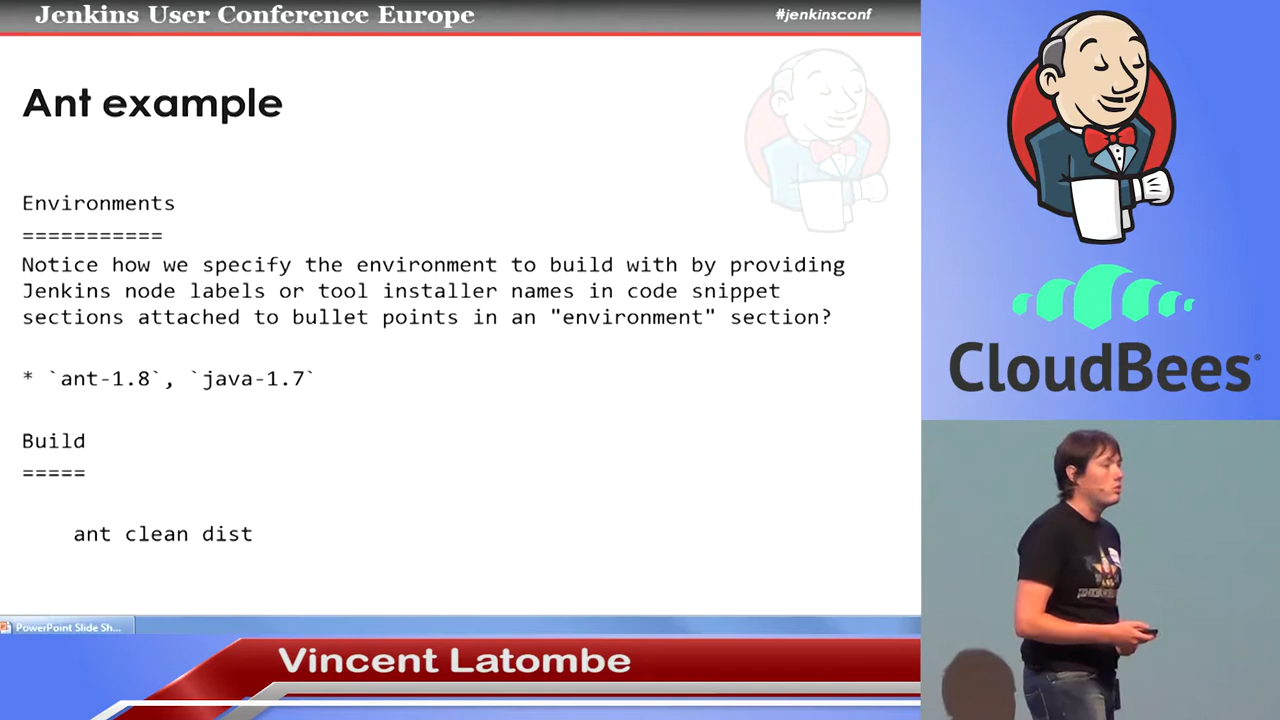 Jenkins User Conference Europe
#jenkinsconf
Ant example
Environments
===========
Notice how we specify the environment to build with by providing
Jenkins node labels or tool installer names in code snippet
sections attached to bullet points in an "environment" section?
* `ant-1.8`, `java-1.7`
Build
=====
ant clean dist
PowerPoint Slide Sh...
CloudBees
Vincent Latombe